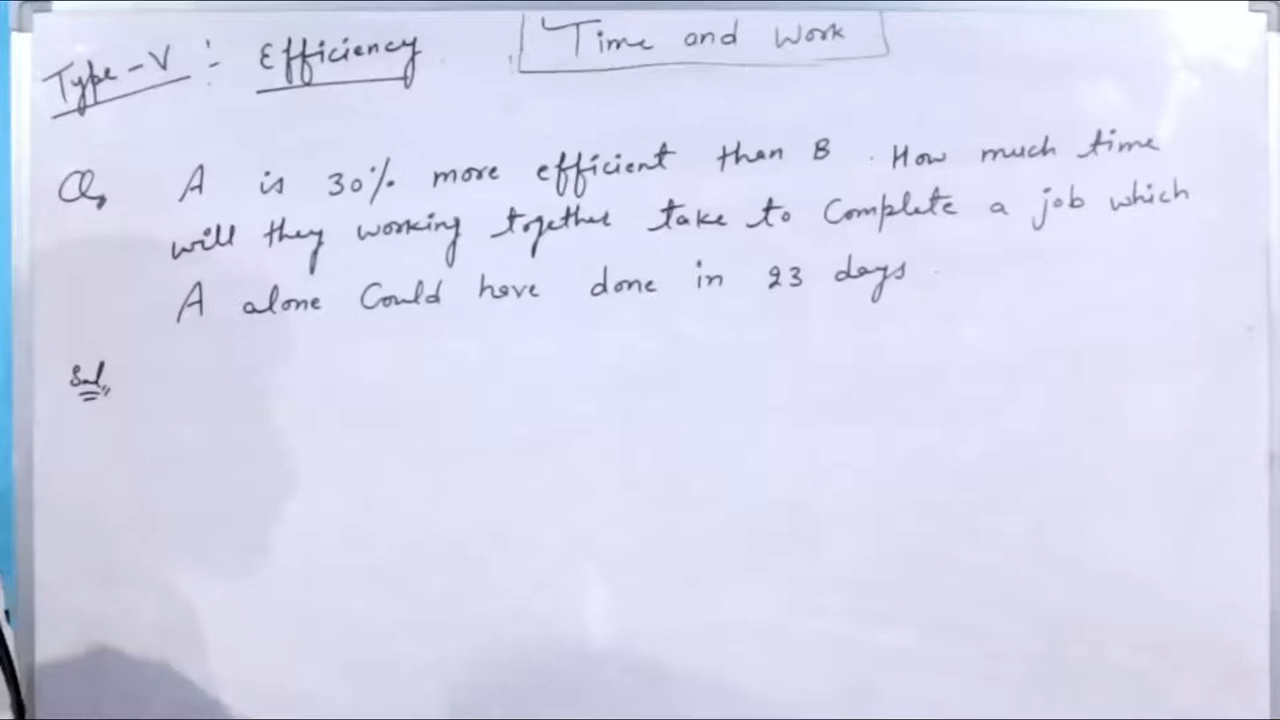 Type-V :- Efficiency
Time and Work
Q, A is 30% more efficient than B. How much time
will they working together take to Complete a job which
A alone Could have done in 23 days.
Sol,